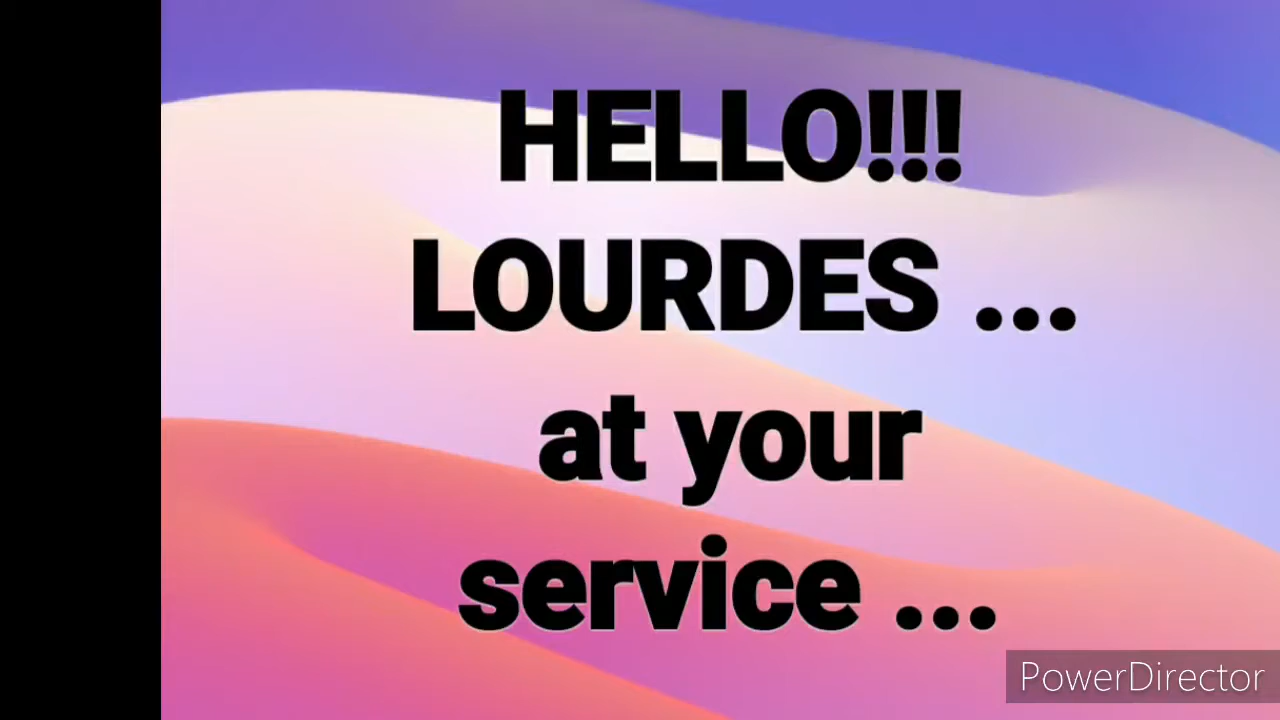 HELLO!!!
LOURDES ...
at your
service ...
PowerDirector